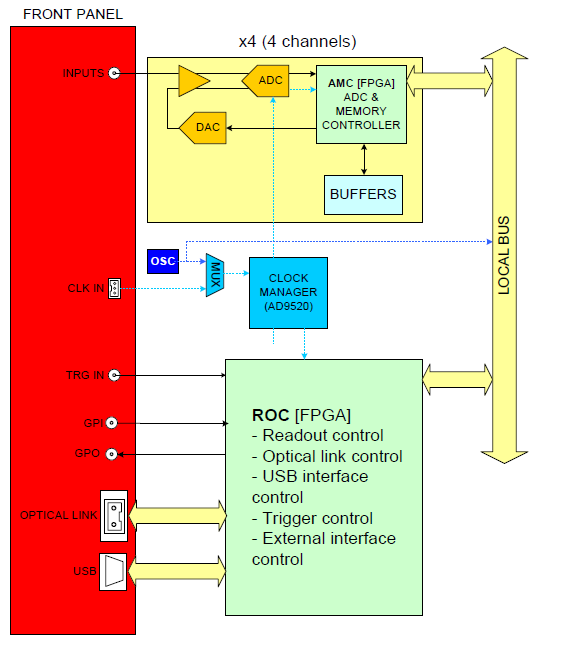 FRONT PANEL
x4 (4 channels)
INPUTS
ADC
AMC [FPGA]
ADC &
MEMORY
CONTROLLER
DAC
BUFFERS
LOCAL BUS
OSC
MUX
CLK IN
CLOCK
MANAGER
(AD9520)
TRG IN
GPI
GPO
OPTICAL LINK
USB
ROC [FPGA]
- Readout control
- Optical link control
- USB interface
control
- Trigger control
- External interface
control